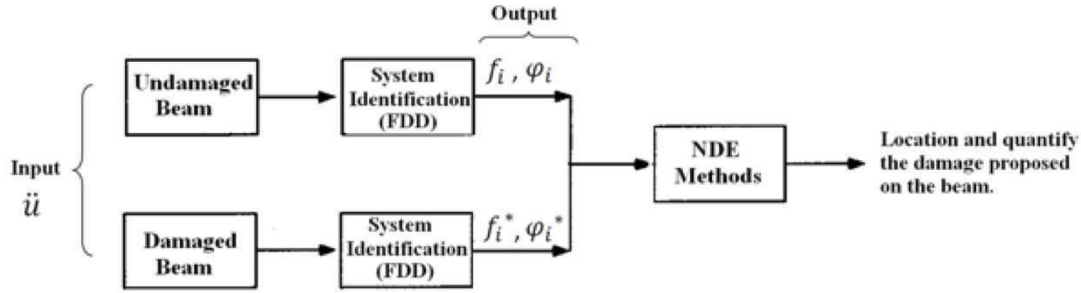 Output
Undamaged
Beam
System
Identification
(FDD)
f_i , φ_i
Input
ü
NDE
Methods
Location and quantify
the damage proposed
on the beam.
Damaged
Beam
System
Identification
(FDD)
f_i^*, φ_i^*